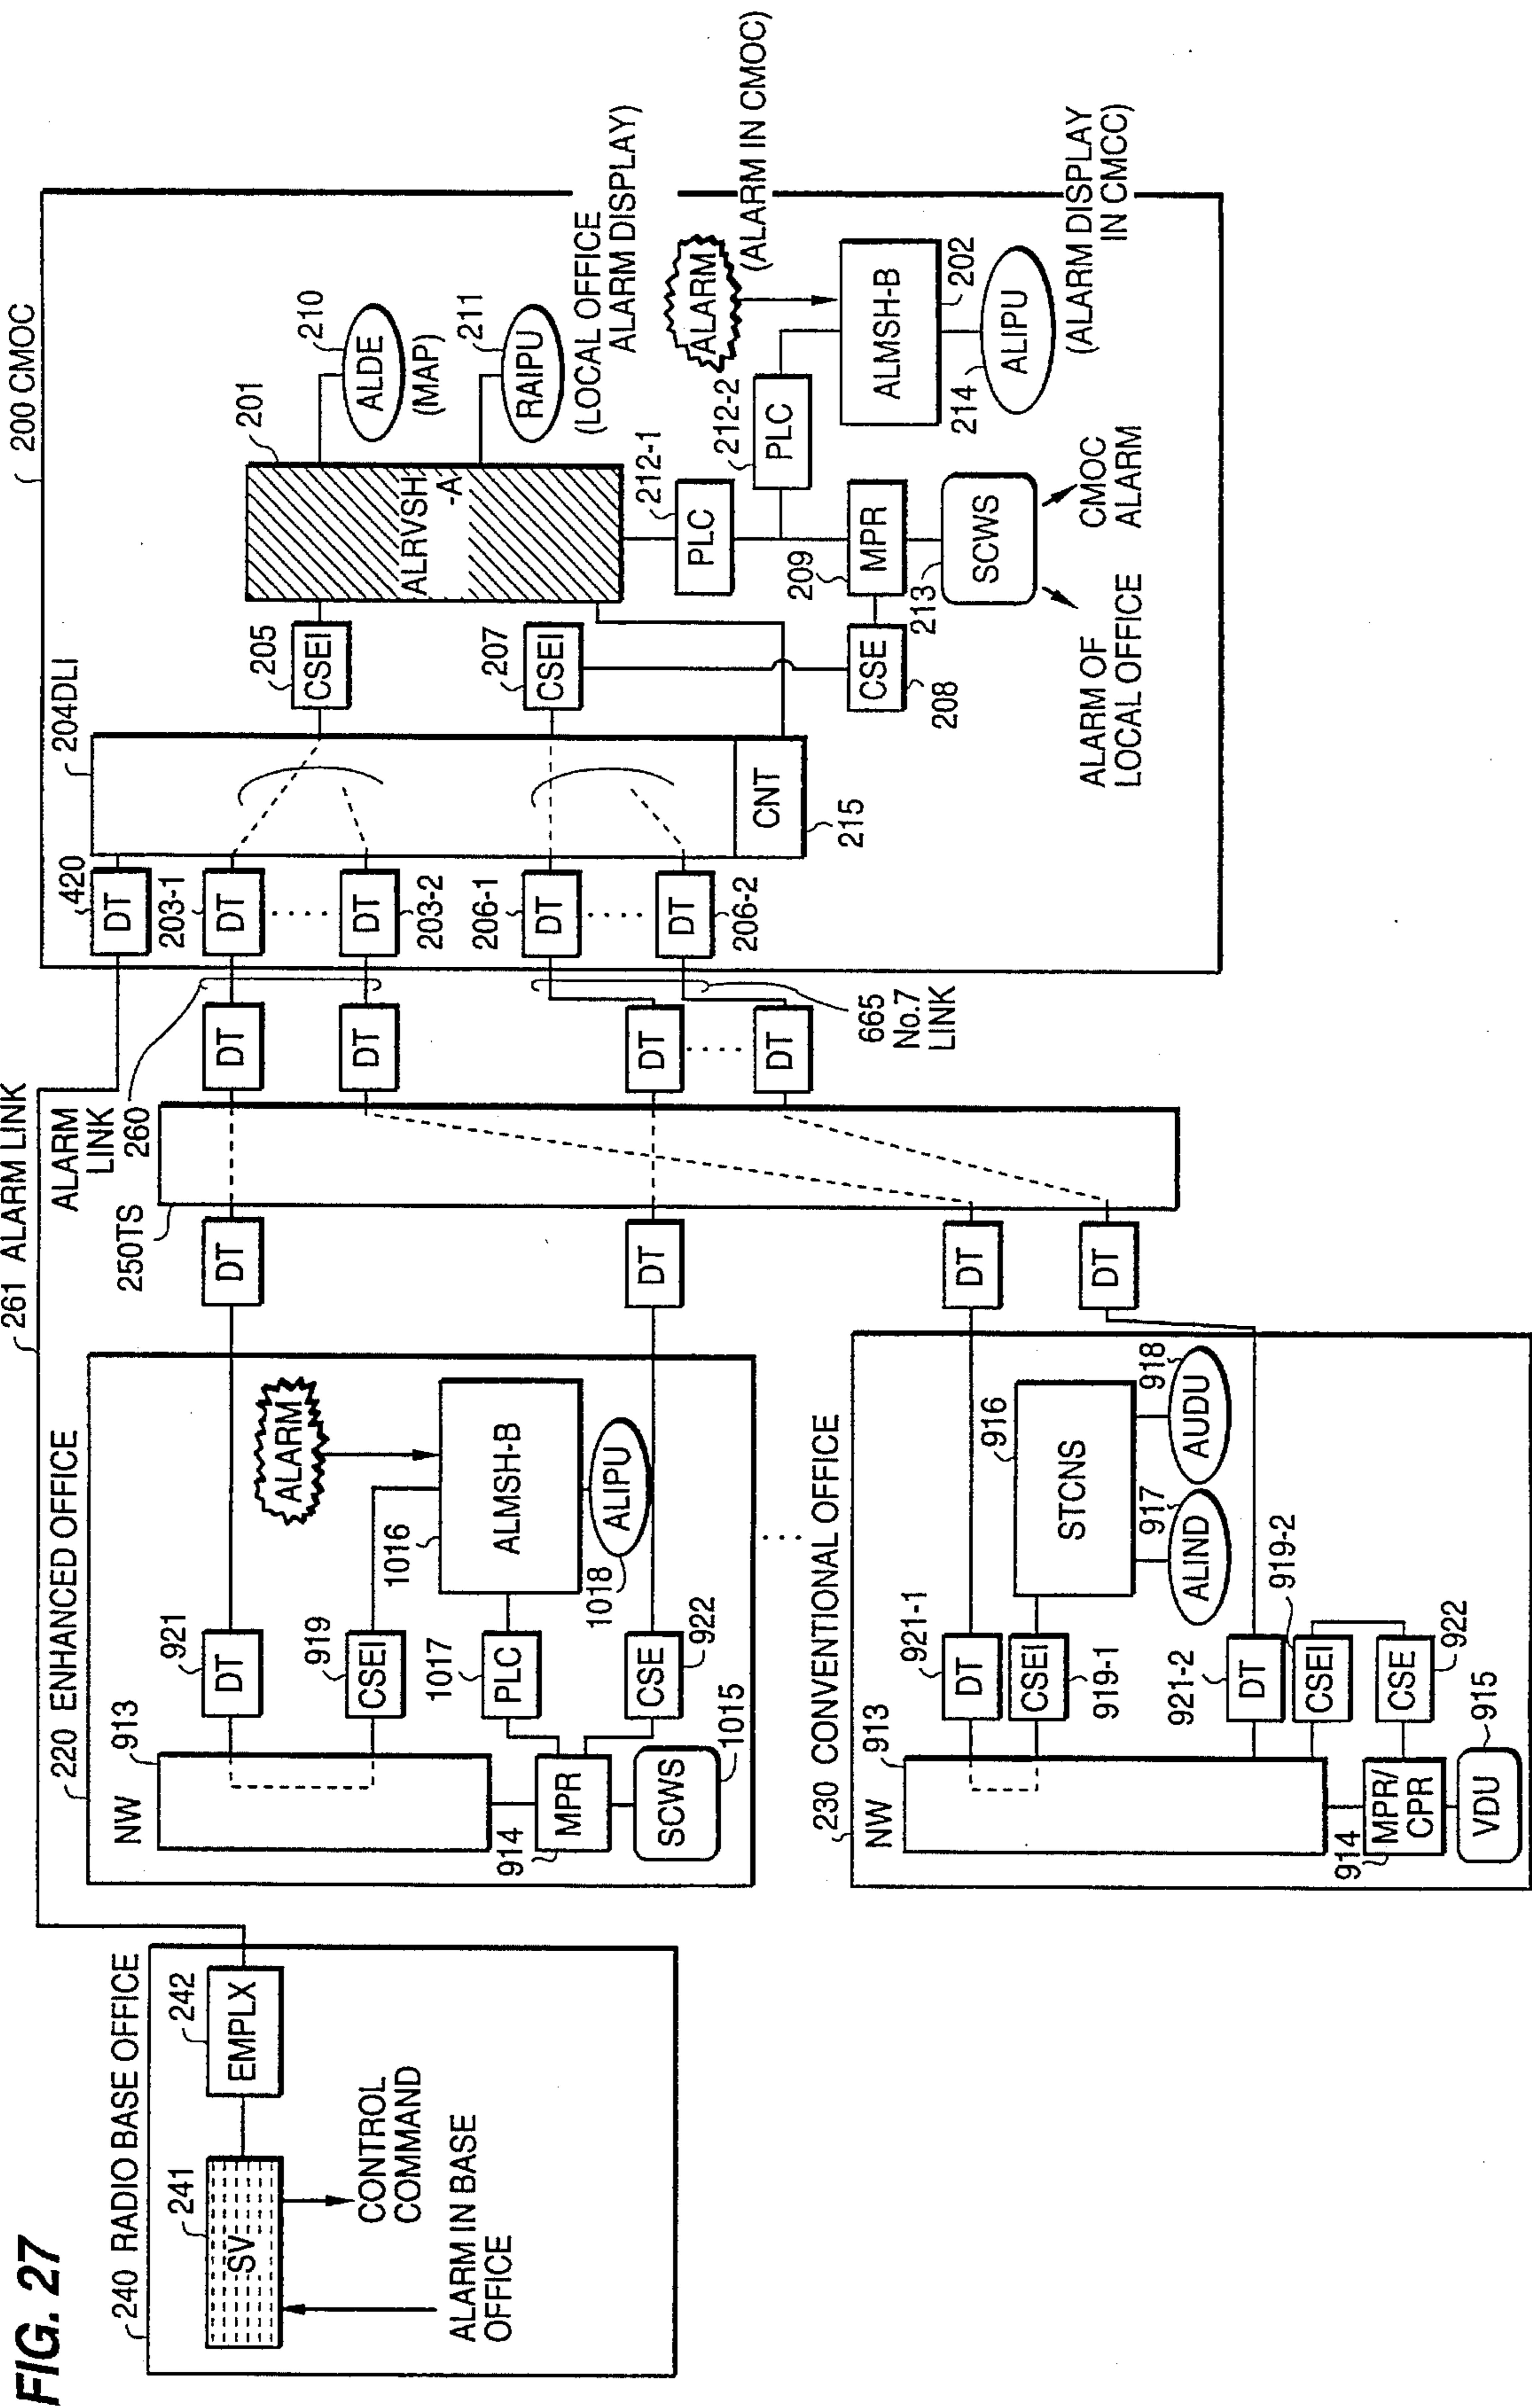 FIG. 27
240 RADIO BASE OFFICE
241
SV
242
EMPLX
CONTROL
COMMAND
ALARM IN BASE
OFFICE
261 ALARM LINK
220 ENHANCED OFFICE
NW
913
921
DT
ALARM
919
CSEI
1016
ALMSH-B
1017
PLC
1018
ALIPU
914
MPR
CSE
922
SCWS
1015
230 CONVENTIONAL OFFICE
NW
913
921-1
DT
CSEI
919-1
916
STCNS
917
ALIND
918
AUDU
921-2
DT
919-2
CSEI
CSE
922
914
MPR/
CPR
VDU
915
250TS
ALARM
LINK
260
DT
DT
DT
DT
DT
DT
DT
DT
665
No.7
LINK
200 CMOC
420
DT
203-1
DT
DT
203-2
206-1
DT
DT
206-2
204DLI
CNT
215
205
CSEI
207
CSEI
201
ALRVSH
-A
210
ALDE
(MAP)
211
RAIPU
(LOCAL OFFICE
ALARM DISPLAY)
212-1
PLC
212-2
PLC
CSE
208
209
MPR
213
SCWS
ALARM OF
LOCAL OFFICE
CMOC
ALARM
ALARM
(ALARM IN CMOC)
ALMSH-B
202
214
ALIPU
(ALARM DISPLAY
IN CMCC)